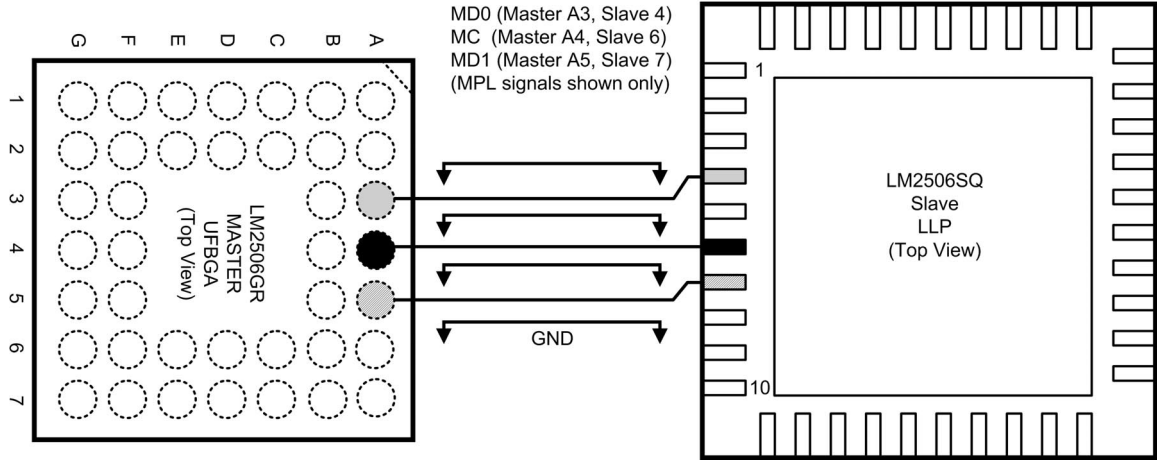 MD0 (Master A3, Slave 4)
MC (Master A4, Slave 6)
MD1 (Master A5, Slave 7)
(MPL signals shown only)
G F E D C B A
1
2
3
4
5
6
7
LM2506GR
MASTER
UFBGA
(Top View)
GND
1
10
LM2506SQ
Slave
LLP
(Top View)